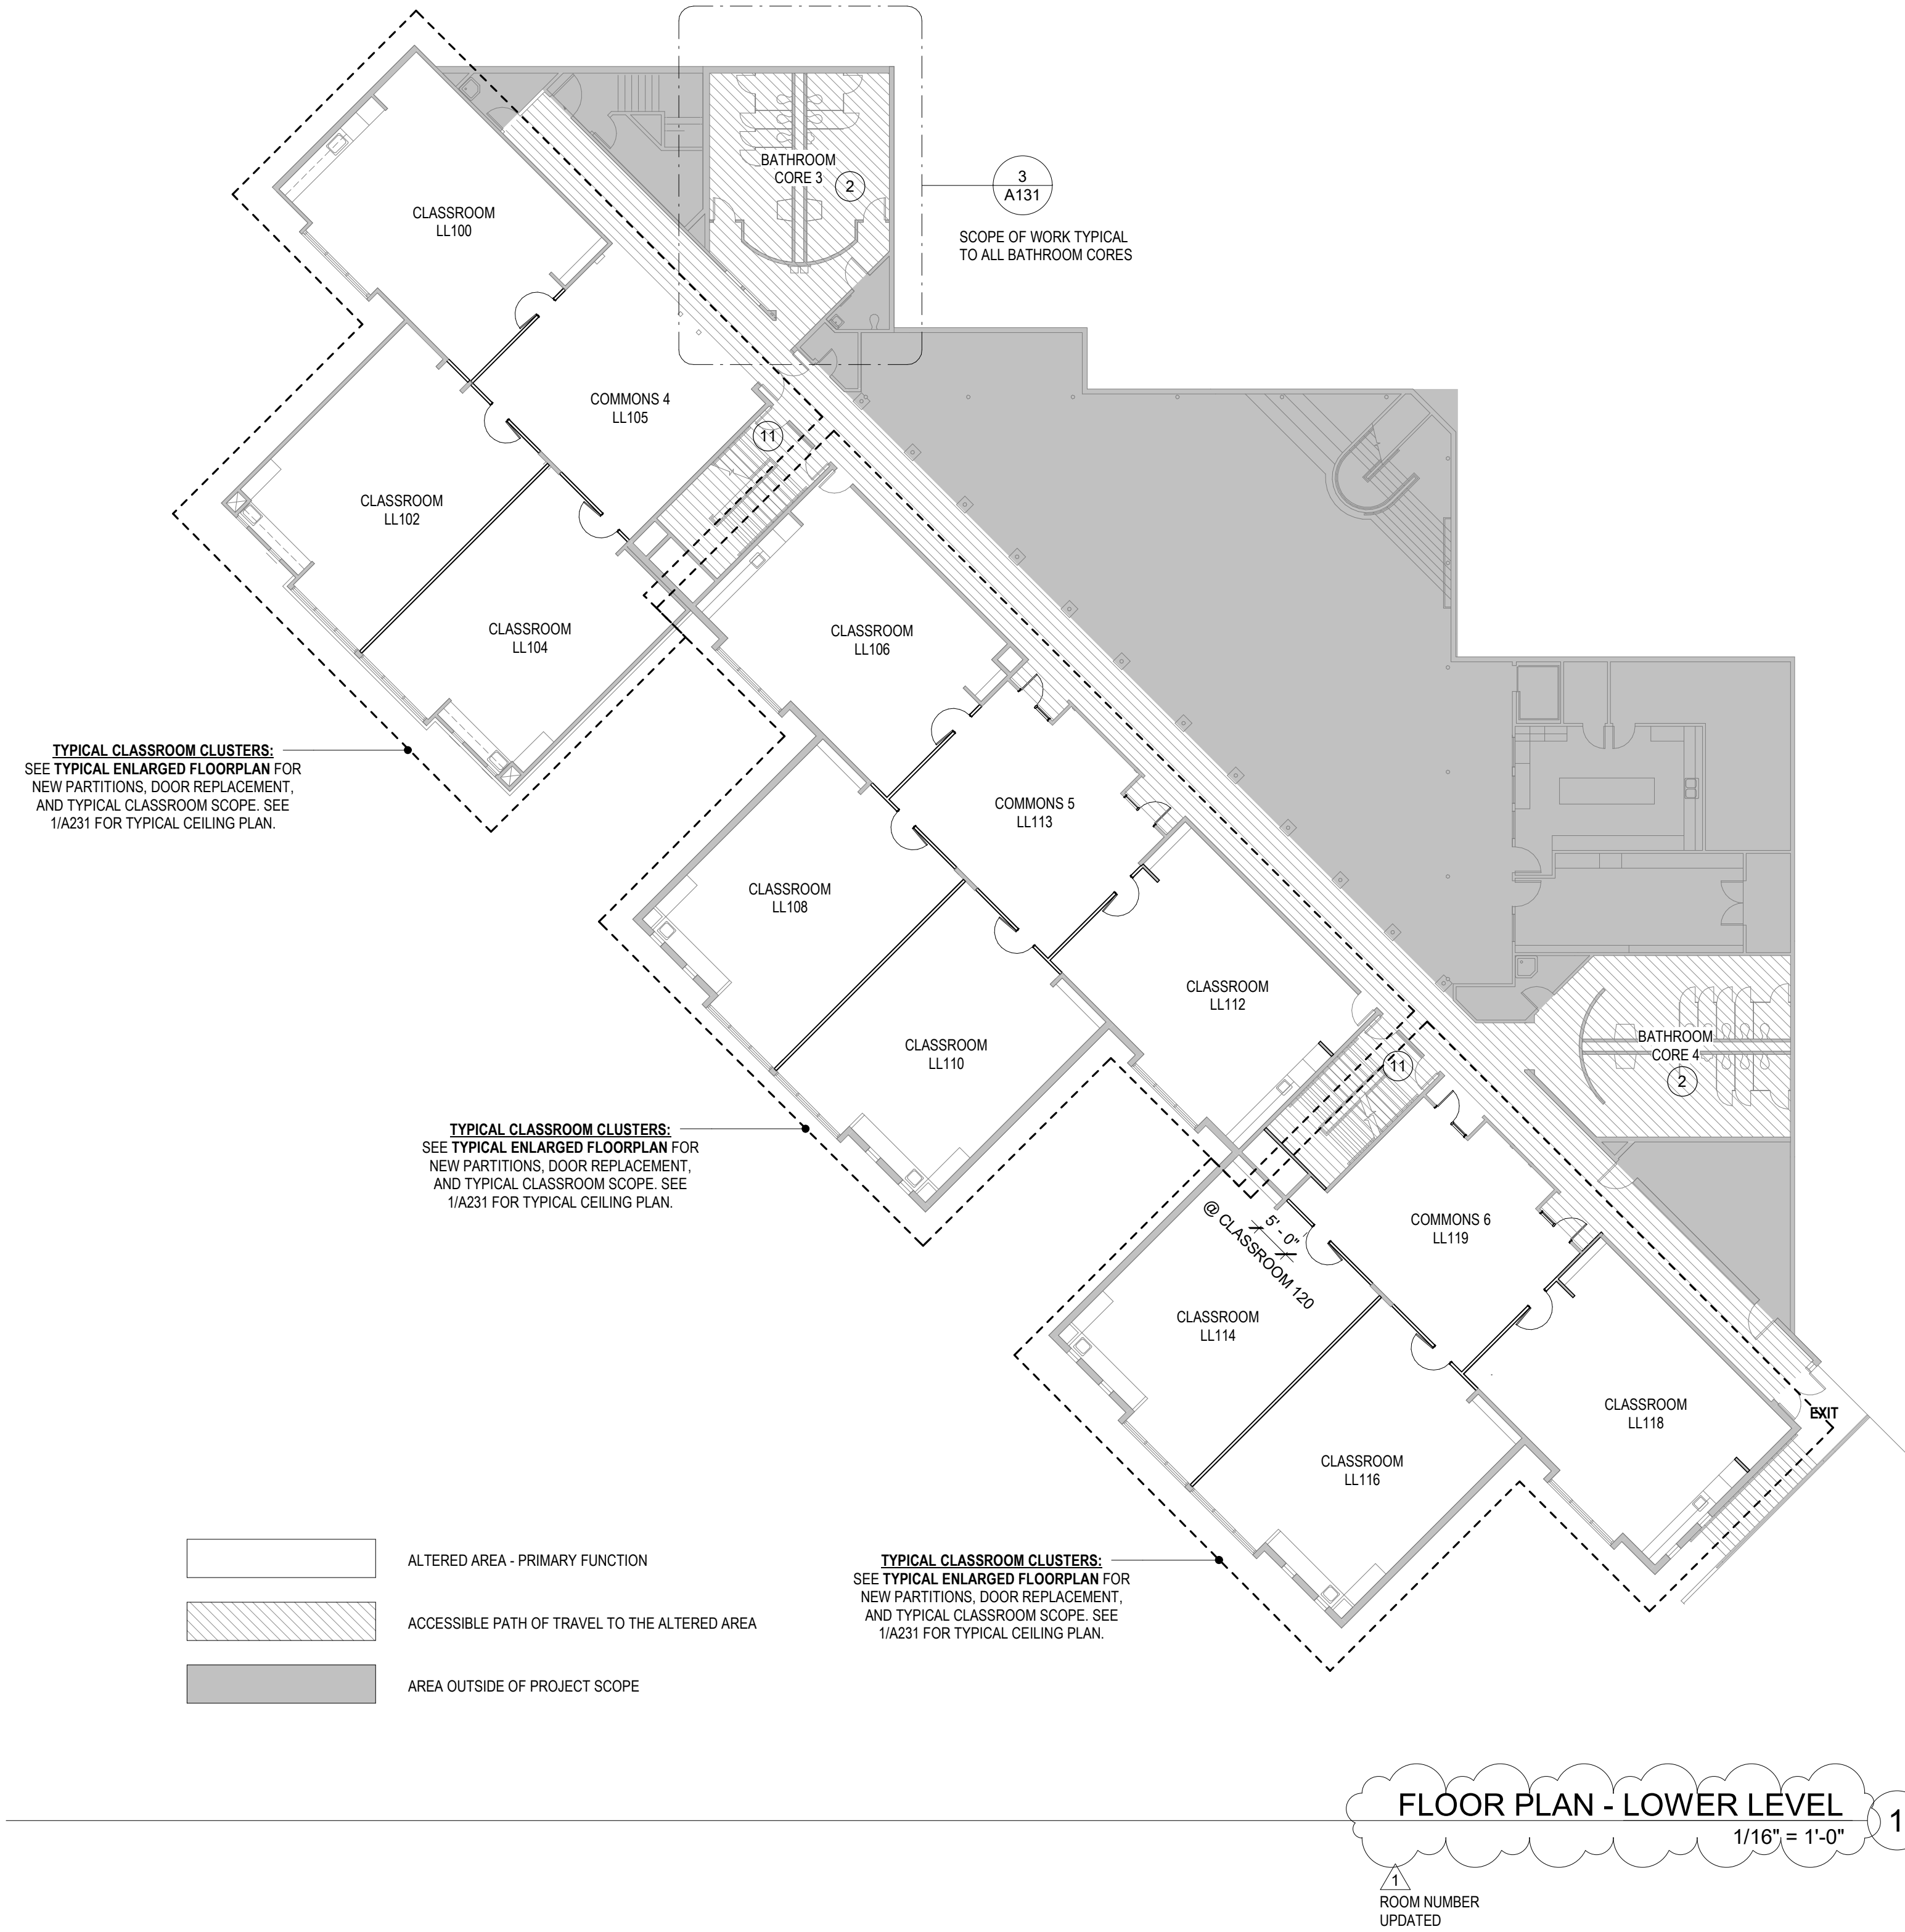 BATHROOM
CORE 3
2
3
A131
SCOPE OF WORK TYPICAL
TO ALL BATHROOM CORES
CLASSROOM
LL100
COMMONS 4
LL105
11
CLASSROOM
LL102
CLASSROOM
LL104
CLASSROOM
LL106
TYPICAL CLASSROOM CLUSTERS:
SEE TYPICAL ENLARGED FLOORPLAN FOR
NEW PARTITIONS, DOOR REPLACEMENT,
AND TYPICAL CLASSROOM SCOPE. SEE
1/A231 FOR TYPICAL CEILING PLAN.
COMMONS 5
LL113
CLASSROOM
LL108
CLASSROOM
LL112
CLASSROOM
LL110
BATHROOM
CORE 4
2
11
TYPICAL CLASSROOM CLUSTERS:
SEE TYPICAL ENLARGED FLOORPLAN FOR
NEW PARTITIONS, DOOR REPLACEMENT,
AND TYPICAL CLASSROOM SCOPE. SEE
1/A231 FOR TYPICAL CEILING PLAN.
5' - 0"
@ CLASSROOM 120
COMMONS 6
LL119
CLASSROOM
LL114
CLASSROOM
LL118
EXIT
CLASSROOM
LL116
TYPICAL CLASSROOM CLUSTERS:
SEE TYPICAL ENLARGED FLOORPLAN FOR
NEW PARTITIONS, DOOR REPLACEMENT,
AND TYPICAL CLASSROOM SCOPE. SEE
1/A231 FOR TYPICAL CEILING PLAN.
ALTERED AREA - PRIMARY FUNCTION
ACCESSIBLE PATH OF TRAVEL TO THE ALTERED AREA
AREA OUTSIDE OF PROJECT SCOPE
FLOOR PLAN - LOWER LEVEL
1
1/16" = 1'-0"
1
ROOM NUMBER
UPDATED